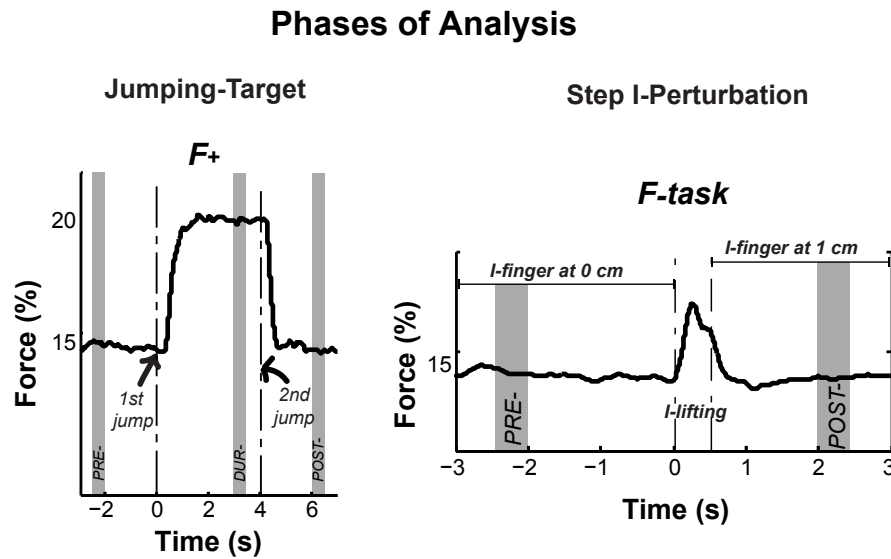 Phases of Analysis
Jumping-Target
F+
Force (%)
20
15
1st
jump
2nd
jump
PRE-
DUR-
POST-
−2 0 2 4 6
Time (s)
Step I-Perturbation
F-task
I-finger at 0 cm
I-finger at 1 cm
Force (%)
15
I-lifting
PRE-
POST-
−3 −2 −1 0 1 2 3
Time (s)